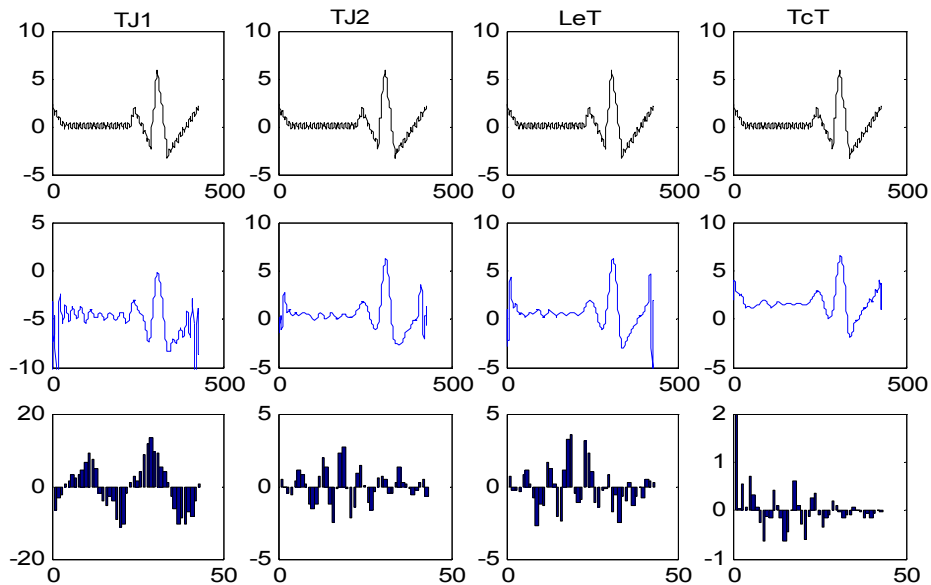 TJ1 TJ2 LeT TcT
10 10 10 10
5 5 5 5
0 0 0 0
-5 -5 -5 -5
0 500 0 500 0 500 0 500
5 10 10 10
0 5 5 5
-5 0 0 0
-10 -5 -5 -5
0 500 0 500 0 500 0 500
20 5 5 2
1
0 0 0 0
-20 -5 -5 -1
0 50 0 50 0 50 0 50